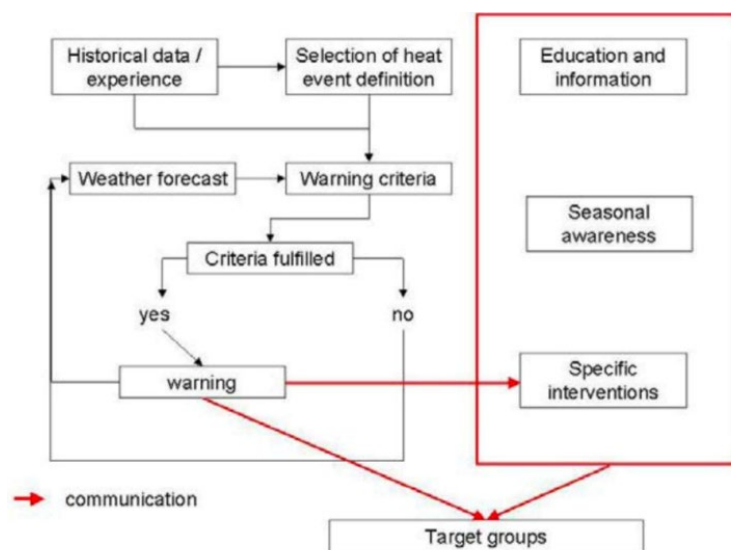 Historical data /
experience
Selection of heat
event definition
Education and
information
Weather forecast
Warning criteria
Seasonal
awareness
Criteria fulfilled
yes
no
warning
Specific
interventions
communication
Target groups